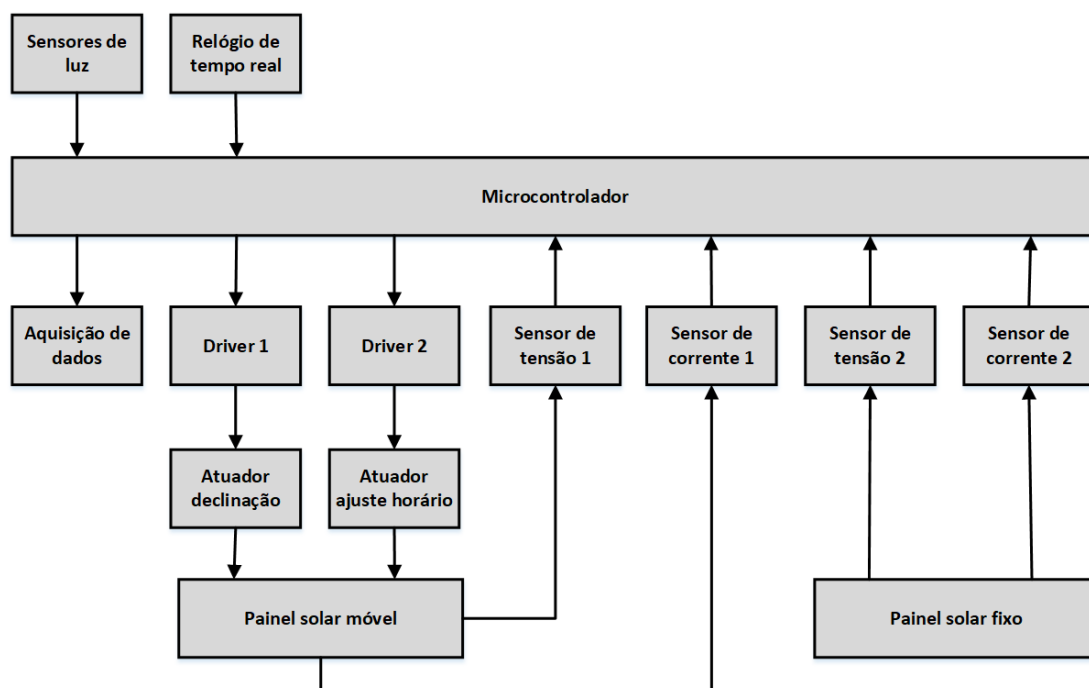 Sensores de
luz
Relógio de
tempo real
Microcontrolador
Aquisição de
dados
Driver 1
Driver 2
Sensor de
tensão 1
Sensor de
corrente 1
Sensor de
tensão 2
Sensor de
corrente 2
Atuador
declinação
Atuador
ajuste horário
Painel solar móvel
Painel solar fixo